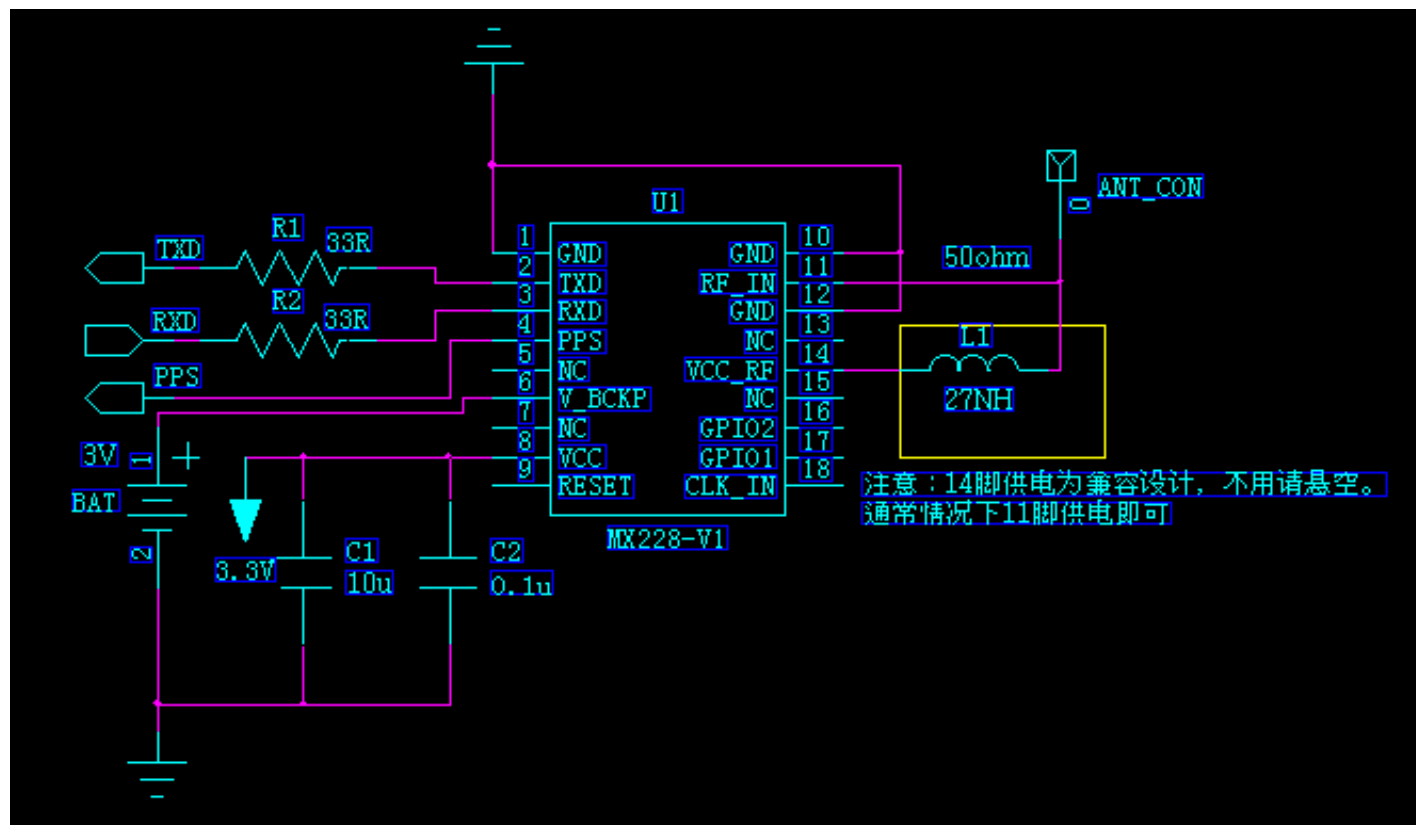 ANT_CON
0
U1
R1
33R
TXD
R2
33R
RXD
PPS
1
2
3
4
5
6
7
8
9
GND
TXD
RXD
PPS
NC
V_BCKP
NC
VCC
RESET
10
11
12
13
14
15
16
17
18
GND
RF_IN
GND
NC
VCC_RF
NC
GPIO2
GPIO1
CLK_IN
MX228-V1
50ohm
L1
27NH
注意：14脚供电为兼容设计，不用请悬空。
通常情况下11脚供电即可
3V
1
+
BAT
2
3.3V
C1
10u
C2
0.1u